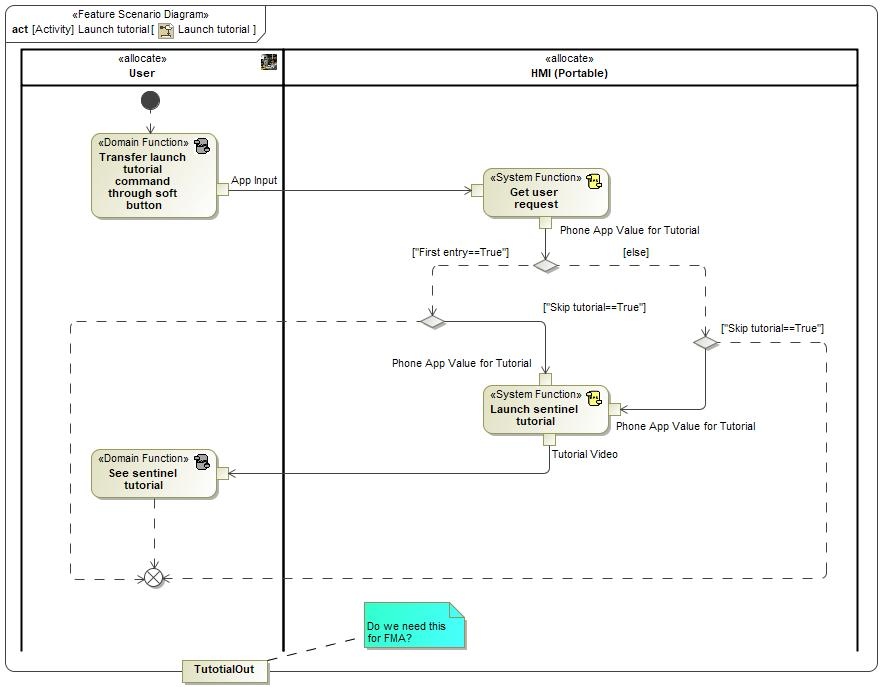 «Feature Scenario Diagram»
act [Activity] Launch tutorial[ Launch tutorial ]
«allocate»
User
«allocate»
HMI (Portable)
«Domain Function»
Transfer launch
tutorial
command
through soft
button
App Input
«System Function»
Get user
request
Phone App Value for Tutorial
["First entry==True"]
[else]
["Skip tutorial==True"]
["Skip tutorial==True"]
Phone App Value for Tutorial
«System Function»
Launch sentinel
tutorial
Phone App Value for Tutorial
Tutorial Video
«Domain Function»
See sentinel
tutorial
Do we need this
for FMA?
TutotialOut